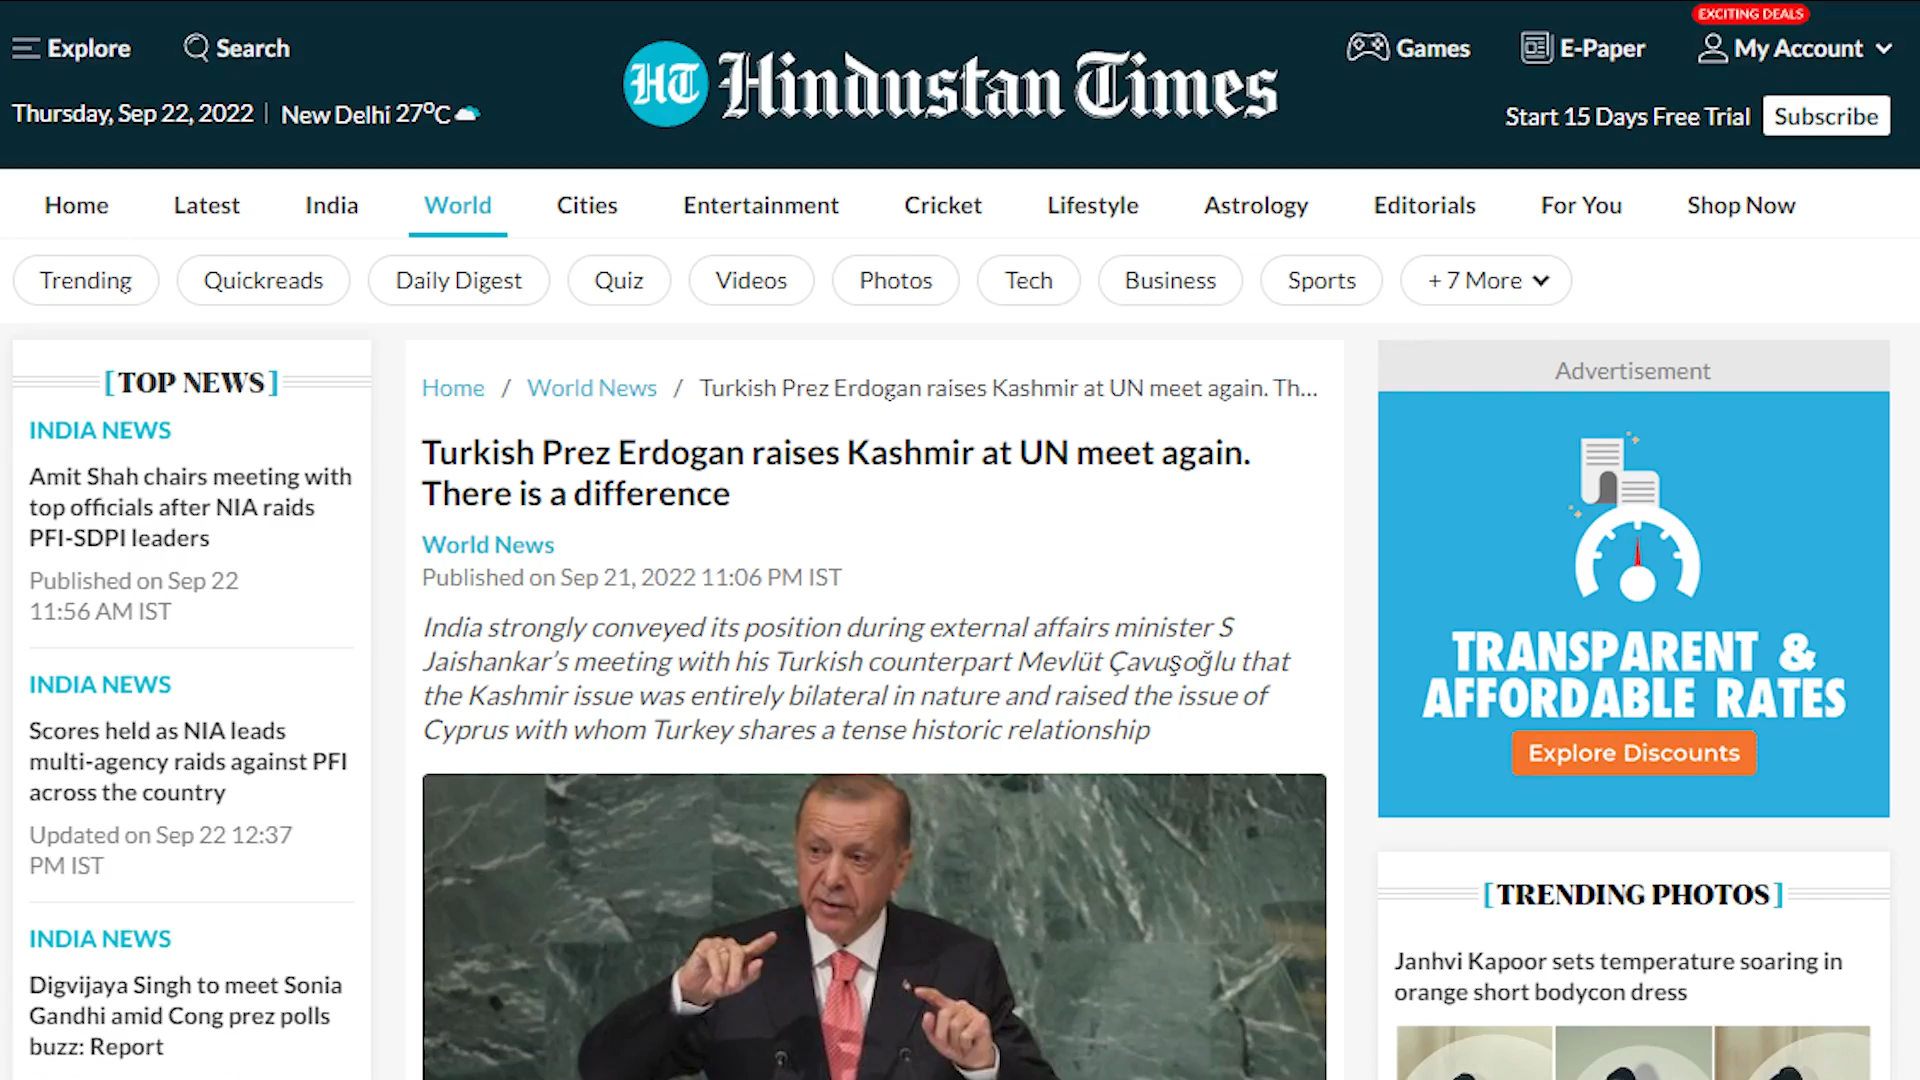 EXCITING DEALS
Explore
Search
HT Hindustan Times
Games
E-Paper
My Account
Thursday, Sep 22, 2022 | New Delhi 27°C
Start 15 Days Free Trial
Subscribe
Home
Latest
India
World
Cities
Entertainment
Cricket
Lifestyle
Astrology
Editorials
For You
Shop Now
Trending
Quickreads
Daily Digest
Quiz
Videos
Photos
Tech
Business
Sports
+ 7 More
[TOP NEWS]
INDIA NEWS
Amit Shah chairs meeting with
top officials after NIA raids
PFI-SDPI leaders
Published on Sep 22
11:56 AM IST
INDIA NEWS
Scores held as NIA leads
multi-agency raids against PFI
across the country
Updated on Sep 22 12:37
PM IST
INDIA NEWS
Digvijaya Singh to meet Sonia
Gandhi amid Cong prez polls
buzz: Report
Home / World News / Turkish Prez Erdogan raises Kashmir at UN meet again. Th...
Turkish Prez Erdogan raises Kashmir at UN meet again.
There is a difference
World News
Published on Sep 21, 2022 11:06 PM IST
India strongly conveyed its position during external affairs minister S
Jaishankar’s meeting with his Turkish counterpart Mevlüt Çavuşoğlu that
the Kashmir issue was entirely bilateral in nature and raised the issue of
Cyprus with whom Turkey shares a tense historic relationship
Advertisement
TRANSPARENT &
AFFORDABLE RATES
Explore Discounts
[TRENDING PHOTOS]
Janhvi Kapoor sets temperature soaring in
orange short bodycon dress